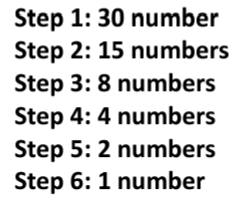 Step 1: 30 number
Step 2: 15 numbers
Step 3: 8 numbers
Step 4: 4 numbers
Step 5: 2 numbers
Step 6: 1 number